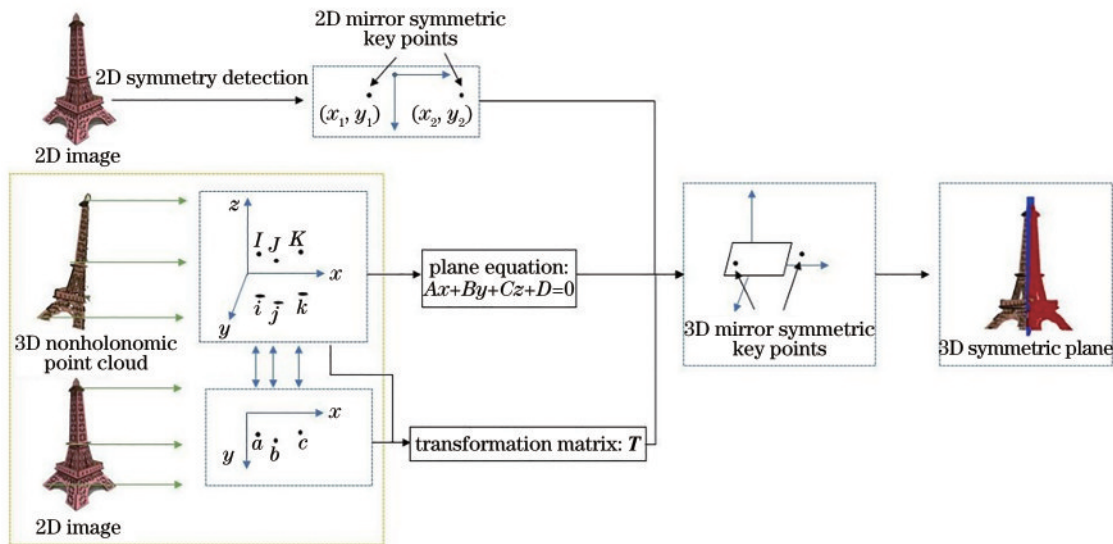 2D mirror symmetric
key points
2D symmetry detection
(x₁, y₁) (x₂, y₂)
2D image
z
I J K
x
i̅ j̅ k̅
y
3D nonholonomic
point cloud
plane equation:
Ax+By+Cz+D=0
3D mirror symmetric
key points
3D symmetric plane
x
a b c
y
transformation matrix: T
2D image